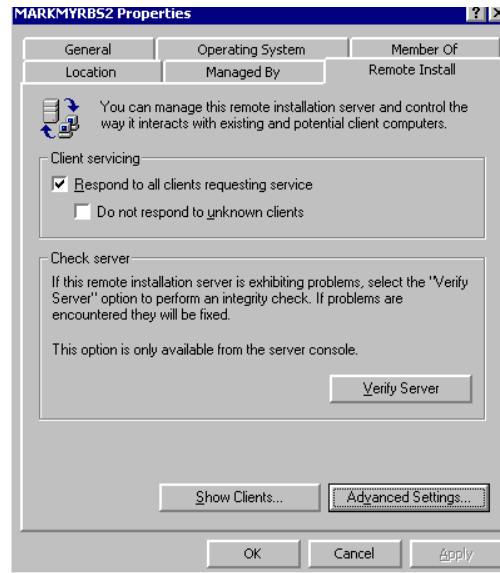 MARKMYRBS2 Properties
General
Operating System
Member Of
Location
Managed By
Remote Install
You can manage this remote installation server and control the
way it interacts with existing and potential client computers.
Client servicing
Respond to all clients requesting service
Do not respond to unknown clients
Check server
If this remote installation server is exhibiting problems, select the "Verify
Server" option to perform an integrity check. If problems are
encountered they will be fixed.
This option is only available from the server console.
Verify Server
Show Clients...
Advanced Settings...
OK
Cancel
Apply